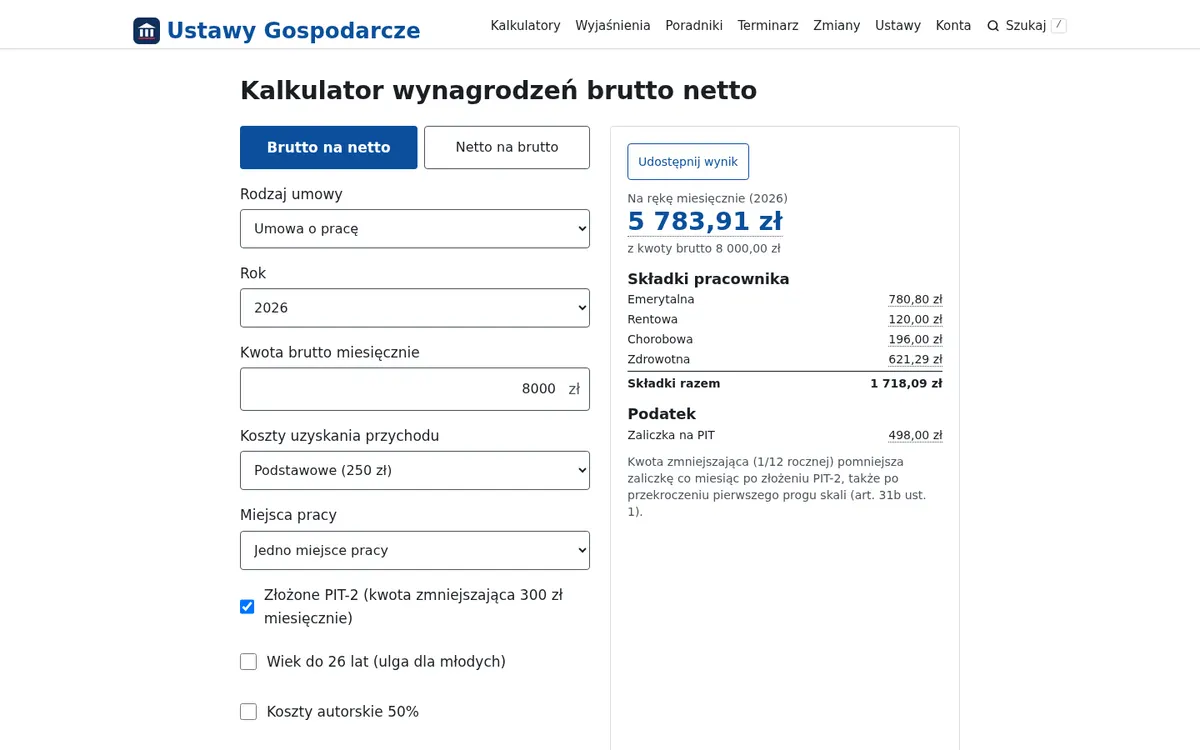 Ustawy Gospodarcze
Kalkulatory Wyjaśnienia Poradniki Terminarz Zmiany Ustawy Konta Szukaj /
Kalkulator wynagrodzeń brutto netto
Brutto na netto
Netto na brutto
Rodzaj umowy
Umowa o pracę
Rok
2026
Kwota brutto miesięcznie
8000 zł
Koszty uzyskania przychodu
Podstawowe (250 zł)
Miejsca pracy
Jedno miejsce pracy
Złożone PIT-2 (kwota zmniejszająca 300 zł
miesięcznie)
Wiek do 26 lat (ulga dla młodych)
Koszty autorskie 50%
Udostępnij wynik
Na rękę miesięcznie (2026)
5 783,91 zł
z kwoty brutto 8 000,00 zł
Składki pracownika
Emerytalna 780,80 zł
Rentowa 120,00 zł
Chorobowa 196,00 zł
Zdrowotna 621,29 zł
Składki razem 1 718,09 zł
Podatek
Zaliczka na PIT 498,00 zł
Kwota zmniejszająca (1/12 rocznej) pomniejsza
zaliczkę co miesiąc po złożeniu PIT-2, także po
przekroczeniu pierwszego progu skali (art. 31b ust.
1).